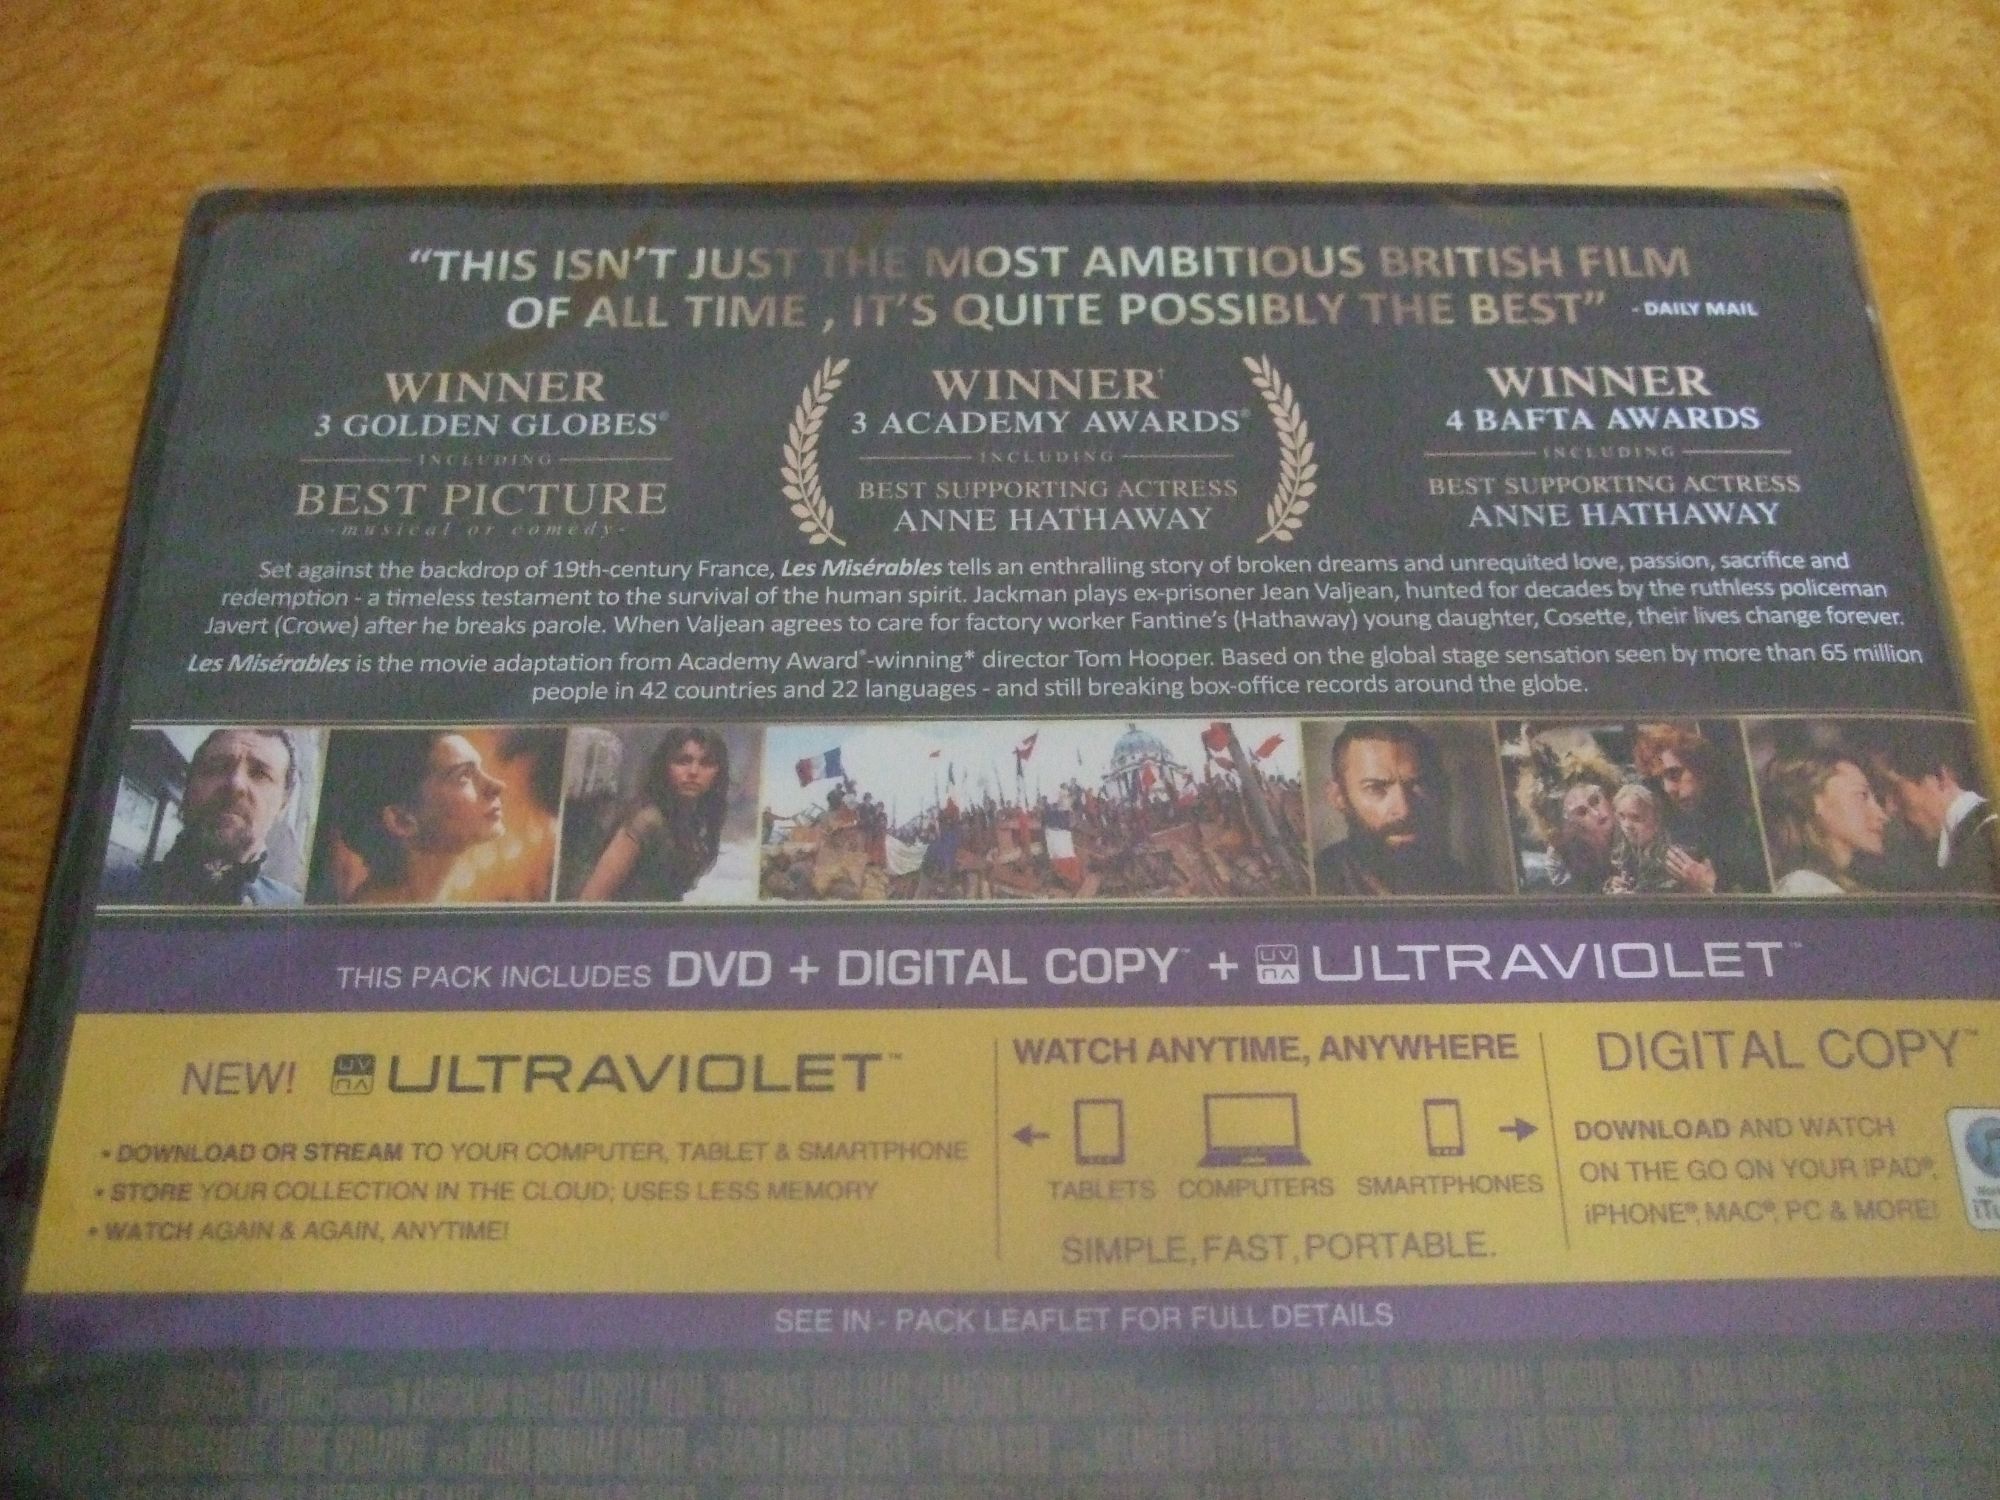 “THIS ISN’T JUST THE MOST AMBITIOUS BRITISH FILM
OF ALL TIME , IT’S QUITE POSSIBLY THE BEST” - DAILY MAIL
WINNER
3 GOLDEN GLOBES®
INCLUDING
BEST PICTURE
-musical or comedy-
WINNER†
3 ACADEMY AWARDS®
INCLUDING
BEST SUPPORTING ACTRESS
ANNE HATHAWAY
WINNER
4 BAFTA AWARDS
INCLUDING
BEST SUPPORTING ACTRESS
ANNE HATHAWAY
Set against the backdrop of 19th-century France, Les Misérables tells an enthralling story of broken dreams and unrequited love, passion, sacrifice and
redemption - a timeless testament to the survival of the human spirit. Jackman plays ex-prisoner Jean Valjean, hunted for decades by the ruthless policeman
Javert (Crowe) after he breaks parole. When Valjean agrees to care for factory worker Fantine’s (Hathaway) young daughter, Cosette, their lives change forever.
Les Misérables is the movie adaptation from Academy Award®-winning* director Tom Hooper. Based on the global stage sensation seen by more than 65 million
people in 42 countries and 22 languages - and still breaking box-office records around the globe.
THIS PACK INCLUDES DVD + DIGITAL COPY™ + UV ULTRAVIOLET™
NEW! UV ULTRAVIOLET™
• DOWNLOAD OR STREAM TO YOUR COMPUTER, TABLET & SMARTPHONE
• STORE YOUR COLLECTION IN THE CLOUD; USES LESS MEMORY
• WATCH AGAIN & AGAIN, ANYTIME!
WATCH ANYTIME, ANYWHERE
TABLETS COMPUTERS SMARTPHONES
SIMPLE, FAST, PORTABLE.
DIGITAL COPY™
DOWNLOAD AND WATCH
ON THE GO ON YOUR iPAD®,
iPHONE®, MAC®, PC & MORE!
SEE IN - PACK LEAFLET FOR FULL DETAILS